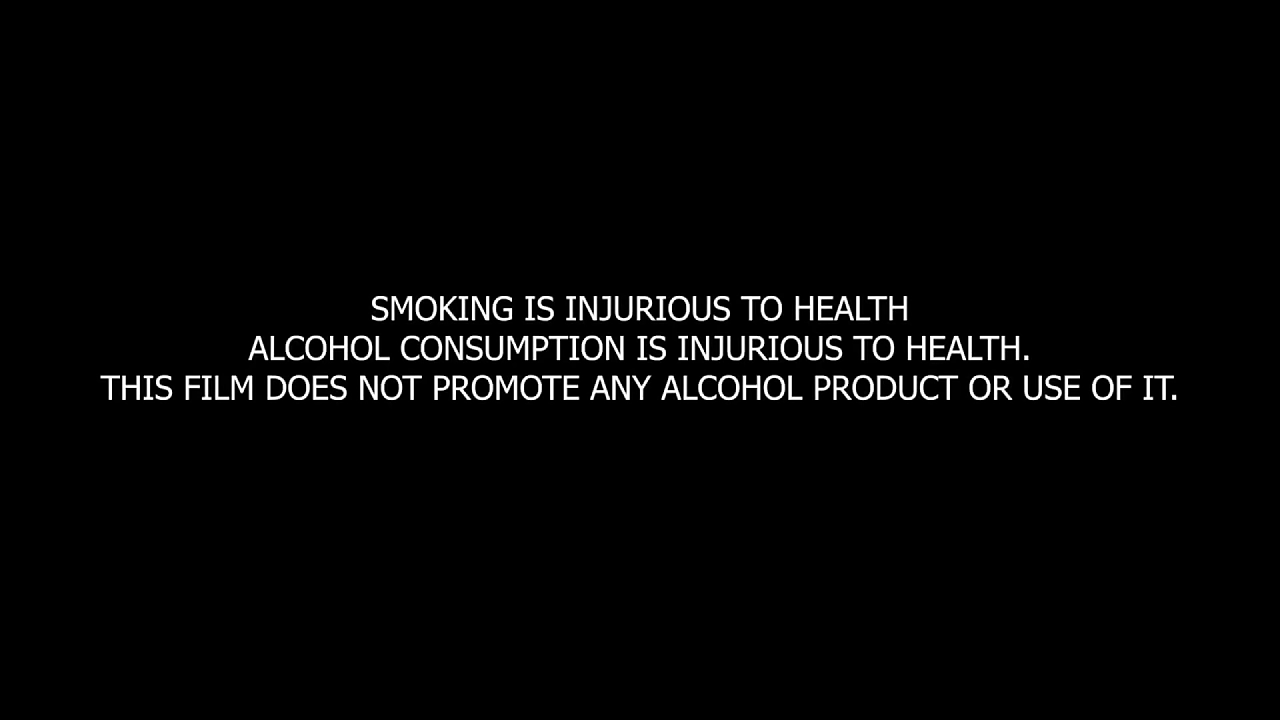 SMOKING IS INJURIOUS TO HEALTH
ALCOHOL CONSUMPTION IS INJURIOUS TO HEALTH.
THIS FILM DOES NOT PROMOTE ANY ALCOHOL PRODUCT OR USE OF IT.